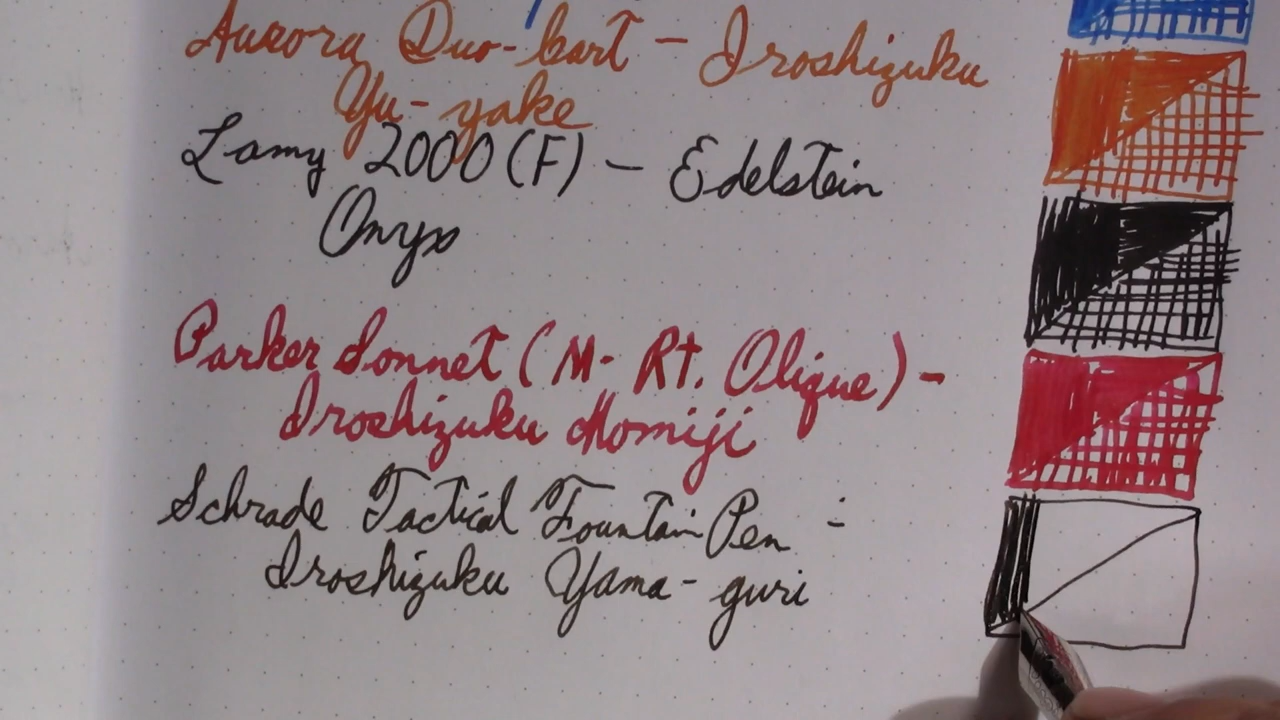 Aurora Duo-Cart - Iroshizuku
Yu-yake
Lamy 2000 (F) - Edelstein
Onyx
Parker Sonnet (M- Rt. Olique) -
Iroshizuku Momiji
Schrade Tactical Fountain Pen -
Iroshizuku Yama-guri